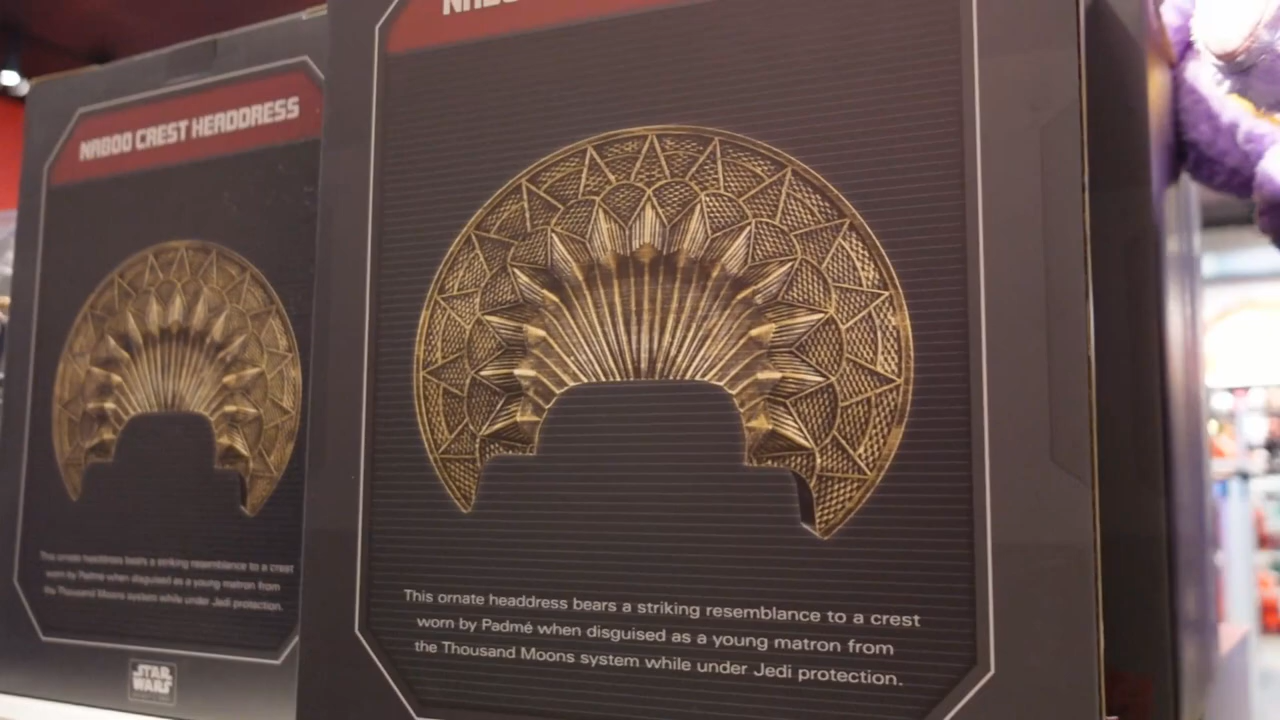 NABOO CREST HEADDRESS
This ornate headdress bears a striking resemblance to a crest
worn by Padmé when disguised as a young matron from
the Thousand Moons system while under Jedi protection.
STAR
WARS
This ornate headdress bears a striking resemblance to a crest
worn by Padmé when disguised as a young matron from
the Thousand Moons system while under Jedi protection.